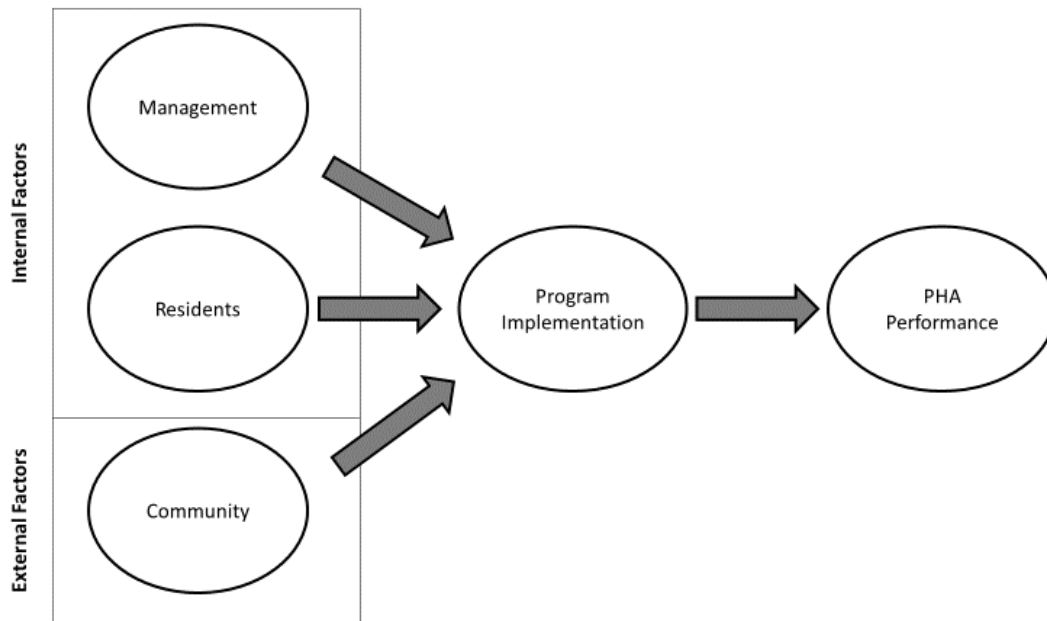 Internal Factors
Management
Residents
Program
Implementation
PHA
Performance
External Factors
Community